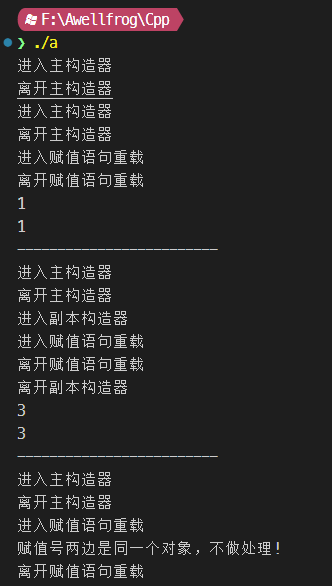 F:\Awellfrog\Cpp
❯ ./a
进入主构造器
离开主构造器
进入主构造器
离开主构造器
进入赋值语句重载
离开赋值语句重载
1
1
-------------------------
进入主构造器
离开主构造器
进入副本构造器
进入赋值语句重载
离开赋值语句重载
离开副本构造器
3
3
-------------------------
进入主构造器
离开主构造器
进入赋值语句重载
赋值号两边是同一个对象，不做处理!
离开赋值语句重载